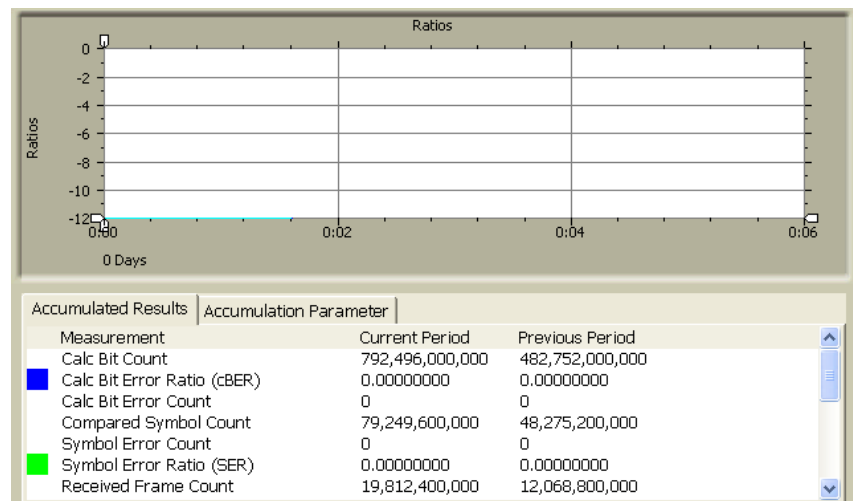 Ratios
0
-2
-4
-6
-8
-10
-12
Ratios
0:00 0:02 0:04 0:06
0 Days
Accumulated Results Accumulation Parameter
Measurement Current Period Previous Period
Calc Bit Count 792,496,000,000 482,752,000,000
Calc Bit Error Ratio (cBER) 0.00000000 0.00000000
Calc Bit Error Count 0 0
Compared Symbol Count 79,249,600,000 48,275,200,000
Symbol Error Count 0 0
Symbol Error Ratio (SER) 0.00000000 0.00000000
Received Frame Count 19,812,400,000 12,068,800,000